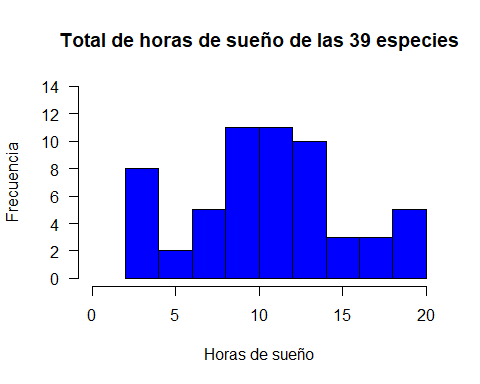 Total de horas de sueño de las 39 especies
Frecuencia
14
12
10
8
6
4
2
0
0 5 10 15 20
Horas de sueño